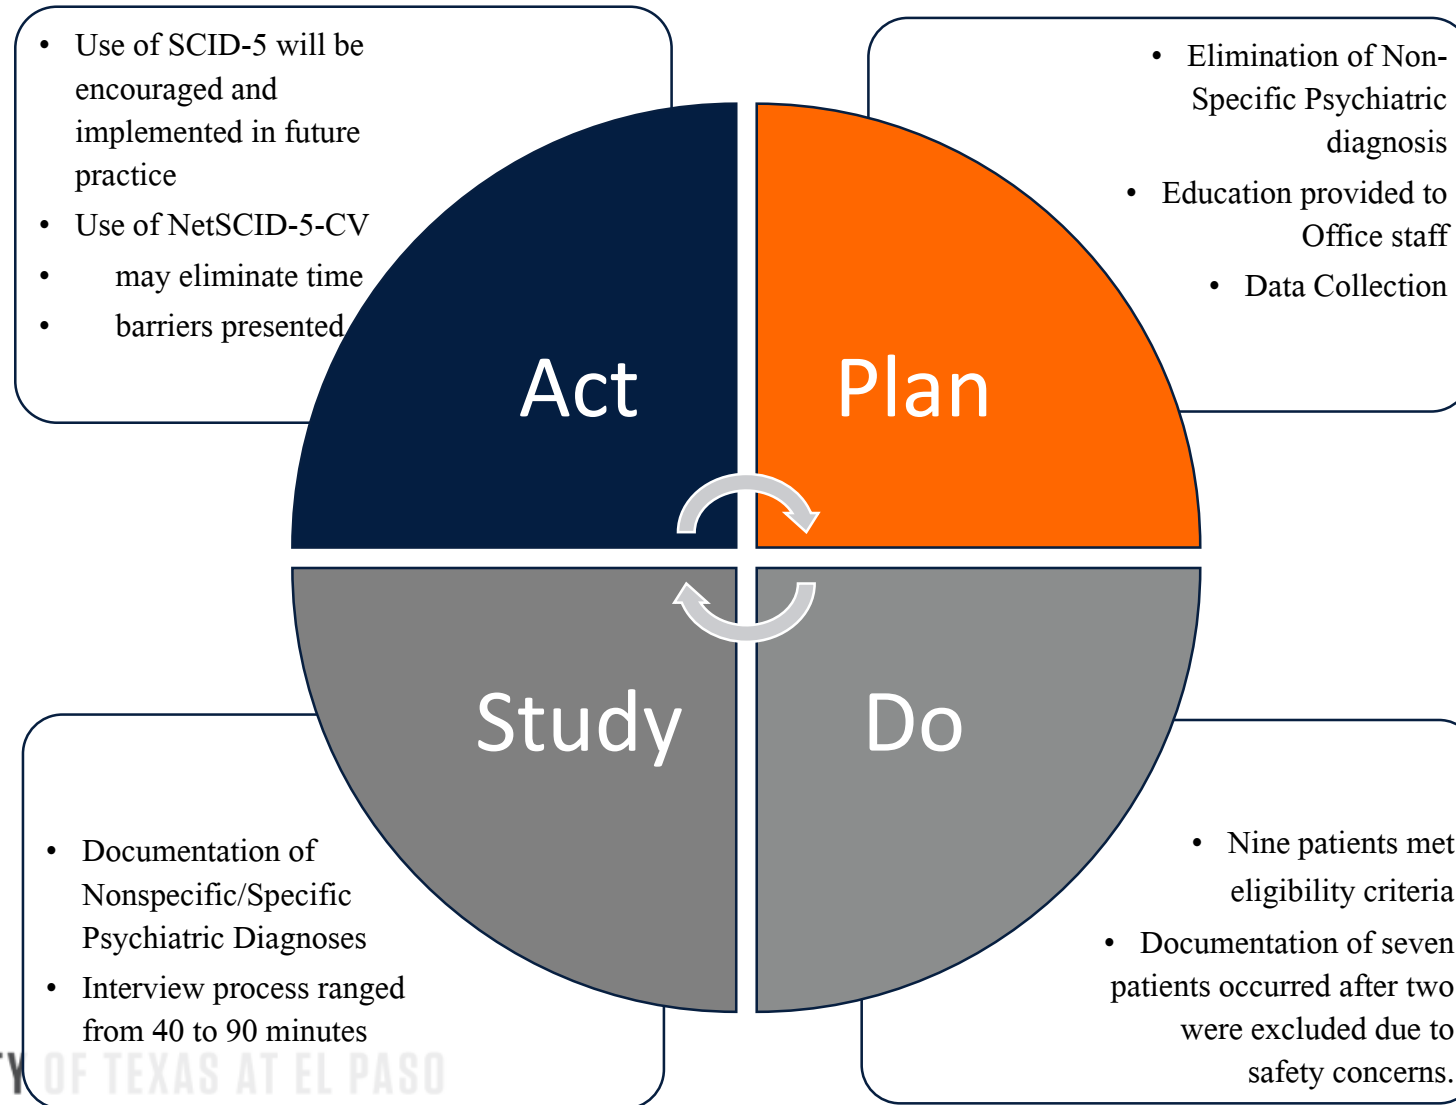 • Use of SCID-5 will be
encouraged and
implemented in future
practice
• Use of NetSCID-5-CV
• may eliminate time
• barriers presented.
• Elimination of Non-
Specific Psychiatric
diagnosis
• Education provided to
Office staff
• Data Collection
Act
Plan
Study
Do
• Documentation of
Nonspecific/Specific
Psychiatric Diagnoses
• Interview process ranged
from 40 to 90 minutes
• Nine patients met
eligibility criteria
• Documentation of seven
patients occurred after two
were excluded due to
safety concerns.
TY OF TEXAS AT EL PASO